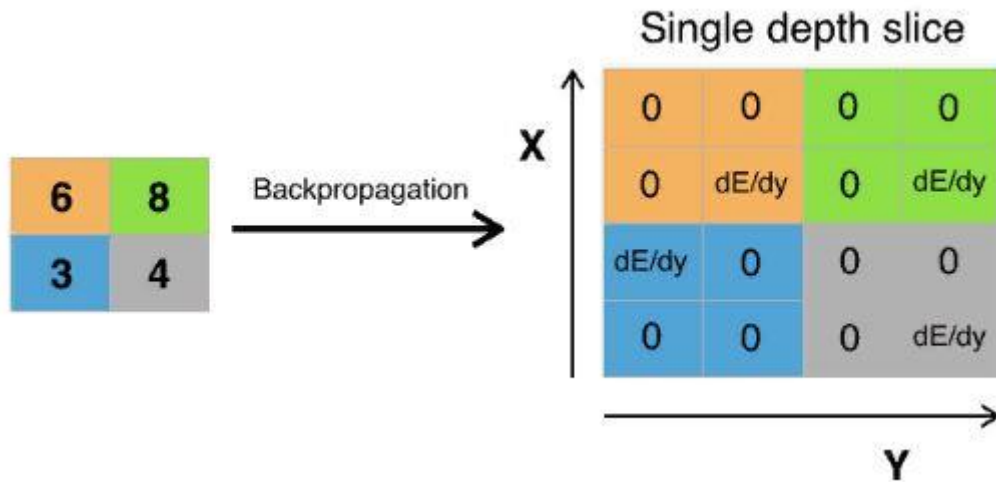 Single depth slice
X
0 0 0 0
6 8
Backpropagation
0 dE/dy 0 dE/dy
3 4
dE/dy 0 0 0
0 0 0 dE/dy
Y